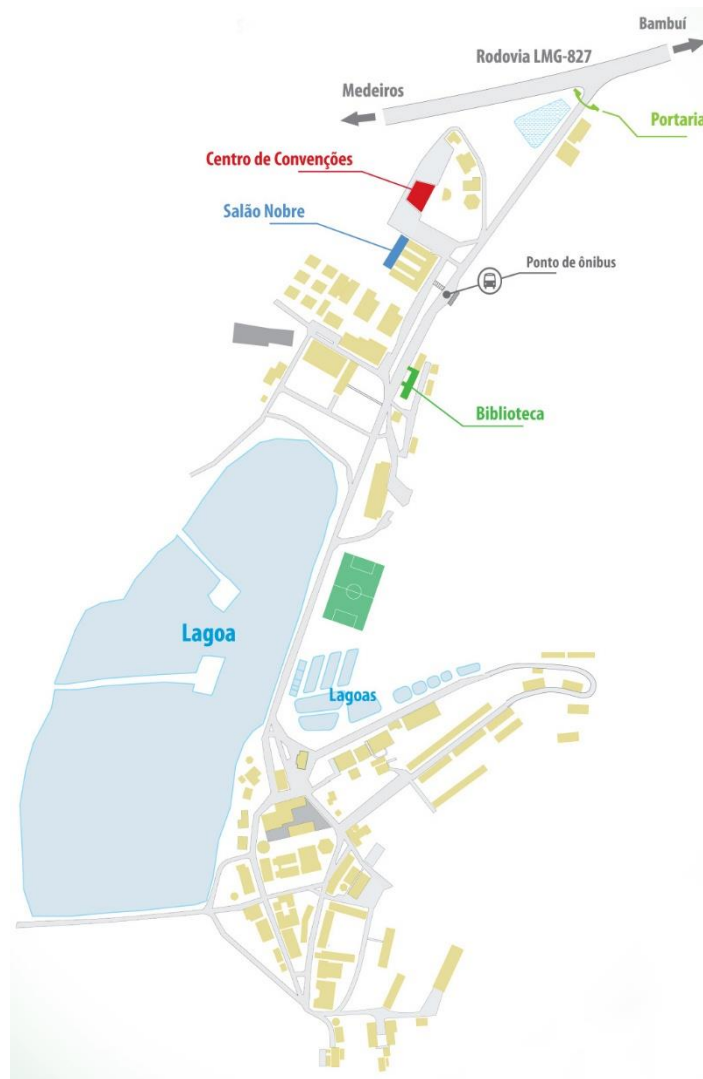 Bambuí
Rodovia LMG-827
Medeiros
Portaria
Centro de Convenções
Salão Nobre
Ponto de ônibus
Biblioteca
Lagoa
Lagoas